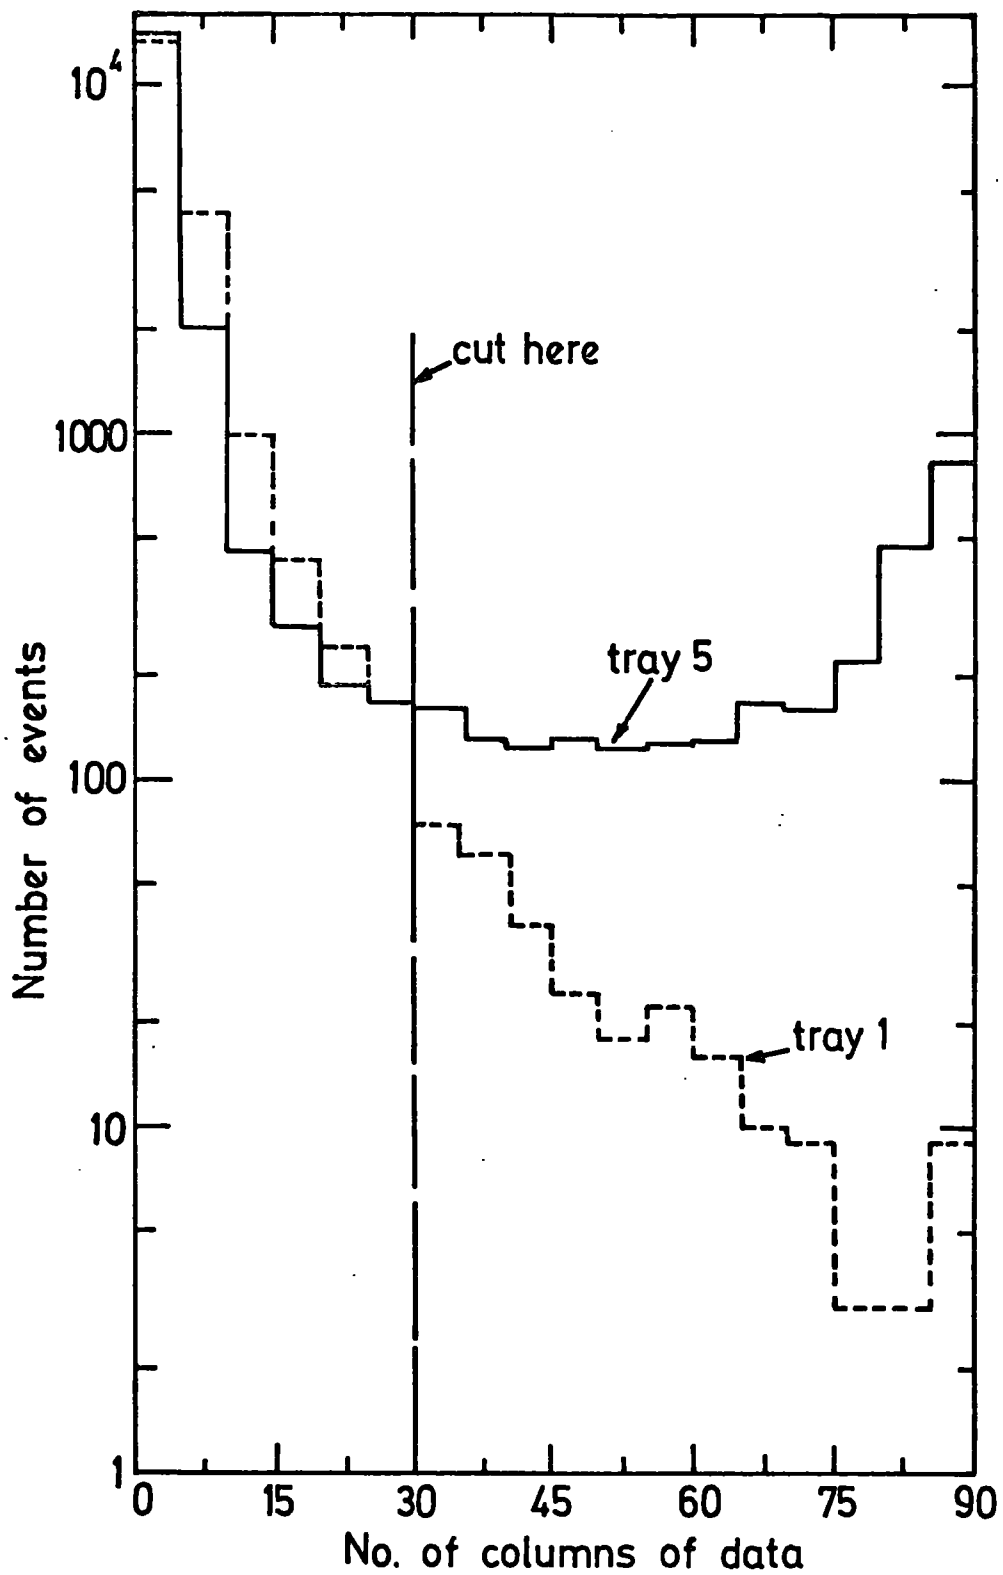 10⁴
1000
100
10
1
0 15 30 45 60 75 90
Number of events
No. of columns of data
cut here
tray 5
tray 1